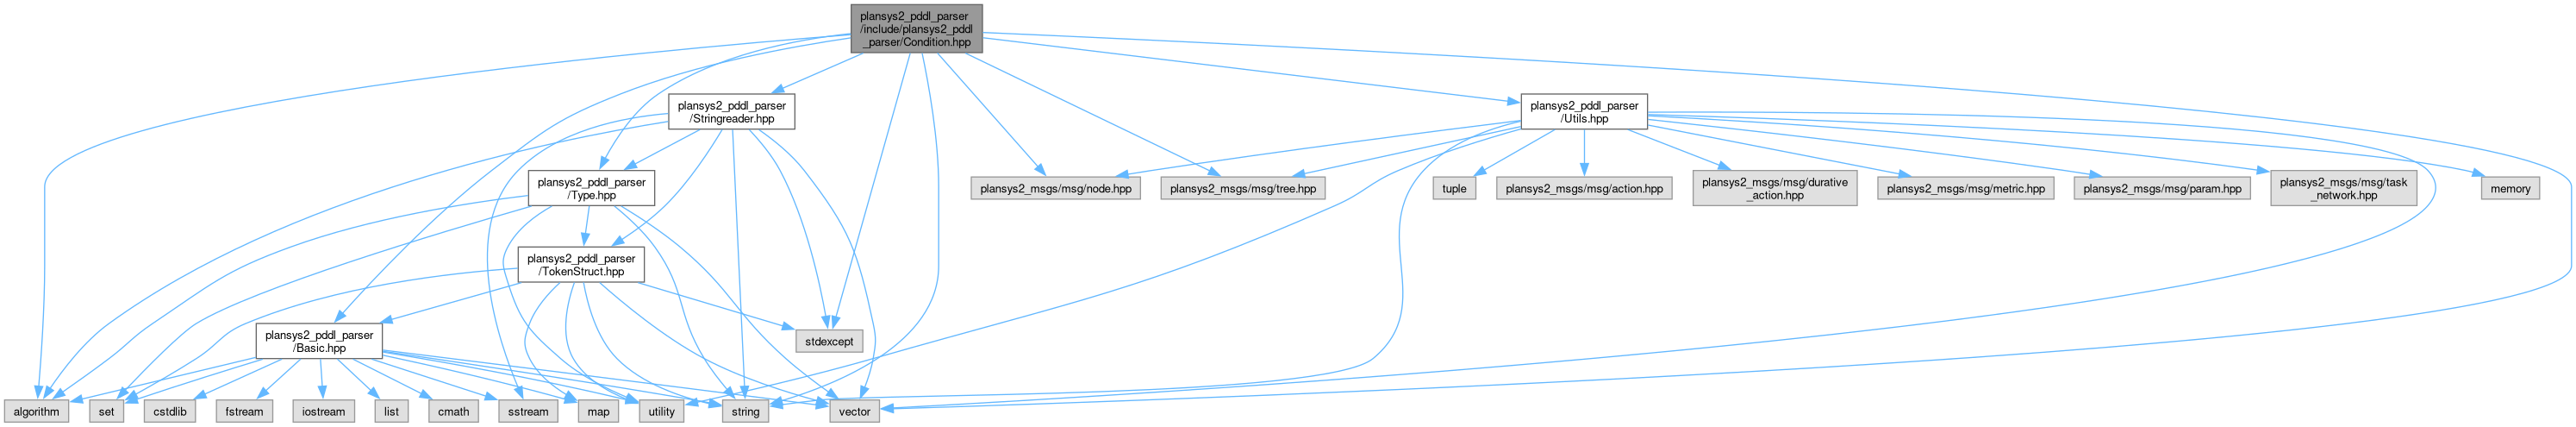 plansys2_pddl_parser
/include/plansys2_pddl
_parser/Condition.hpp
plansys2_pddl_parser
/Stringreader.hpp
plansys2_pddl_parser
/Utils.hpp
plansys2_pddl_parser
/Type.hpp
plansys2_msgs/msg/node.hpp
plansys2_msgs/msg/tree.hpp
tuple
plansys2_msgs/msg/action.hpp
plansys2_msgs/msg/durative
_action.hpp
plansys2_msgs/msg/metric.hpp
plansys2_msgs/msg/param.hpp
plansys2_msgs/msg/task
_network.hpp
memory
plansys2_pddl_parser
/TokenStruct.hpp
plansys2_pddl_parser
/Basic.hpp
stdexcept
algorithm
set
cstdlib
fstream
iostream
list
cmath
sstream
map
utility
string
vector